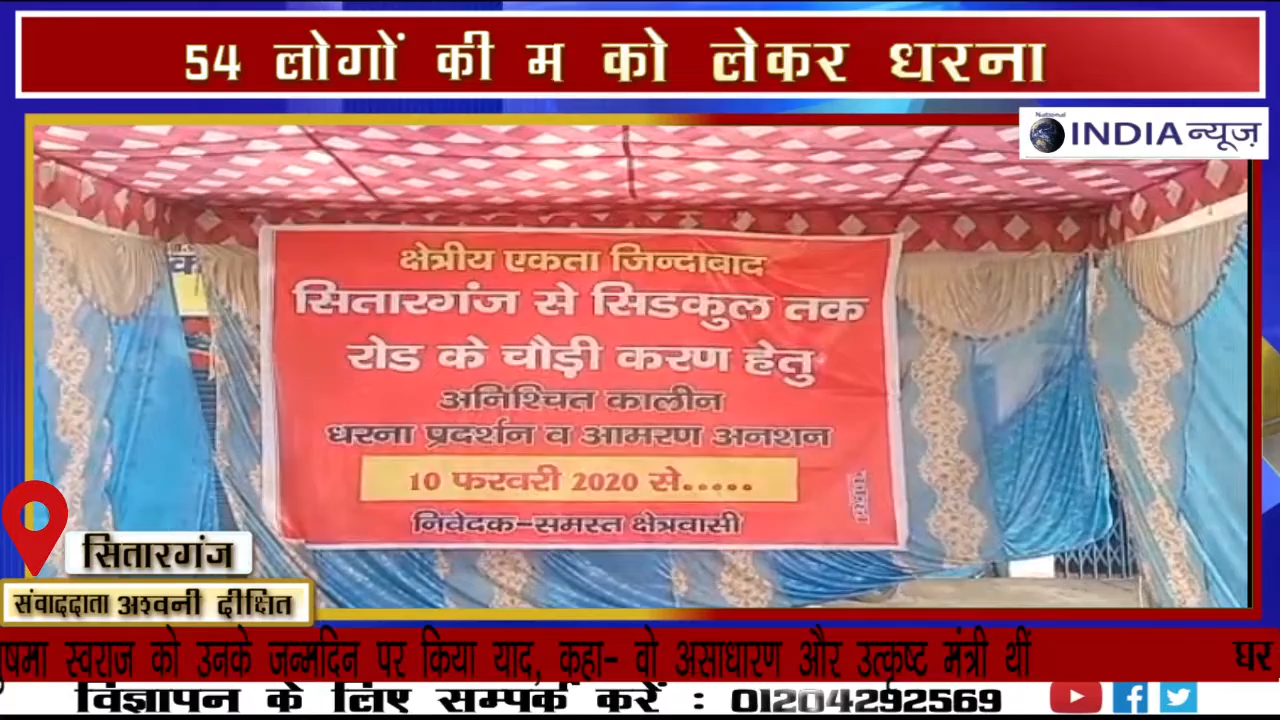 54 लोगों की म को लेकर धरना
National
INDIA न्यूज़
क्षेत्रीय एकता जिन्दाबाद
सितारगंज से सिडकुल तक
रोड के चौड़ी करण हेतु
अनिश्चित कालीन
धरना प्रदर्शन व आमरण अनशन
10 फरवरी 2020 से.....
निवेदक-समस्त क्षेत्रवासी
सितारगंज
संवाददाता अश्वनी दीक्षित
षमा स्वराज को उनके जन्मदिन पर किया याद, कहा- वो असाधारण और उत्कृष्ट मंत्री थीं घर
विज्ञापन के लिए सम्पर्क करें : 01204292569